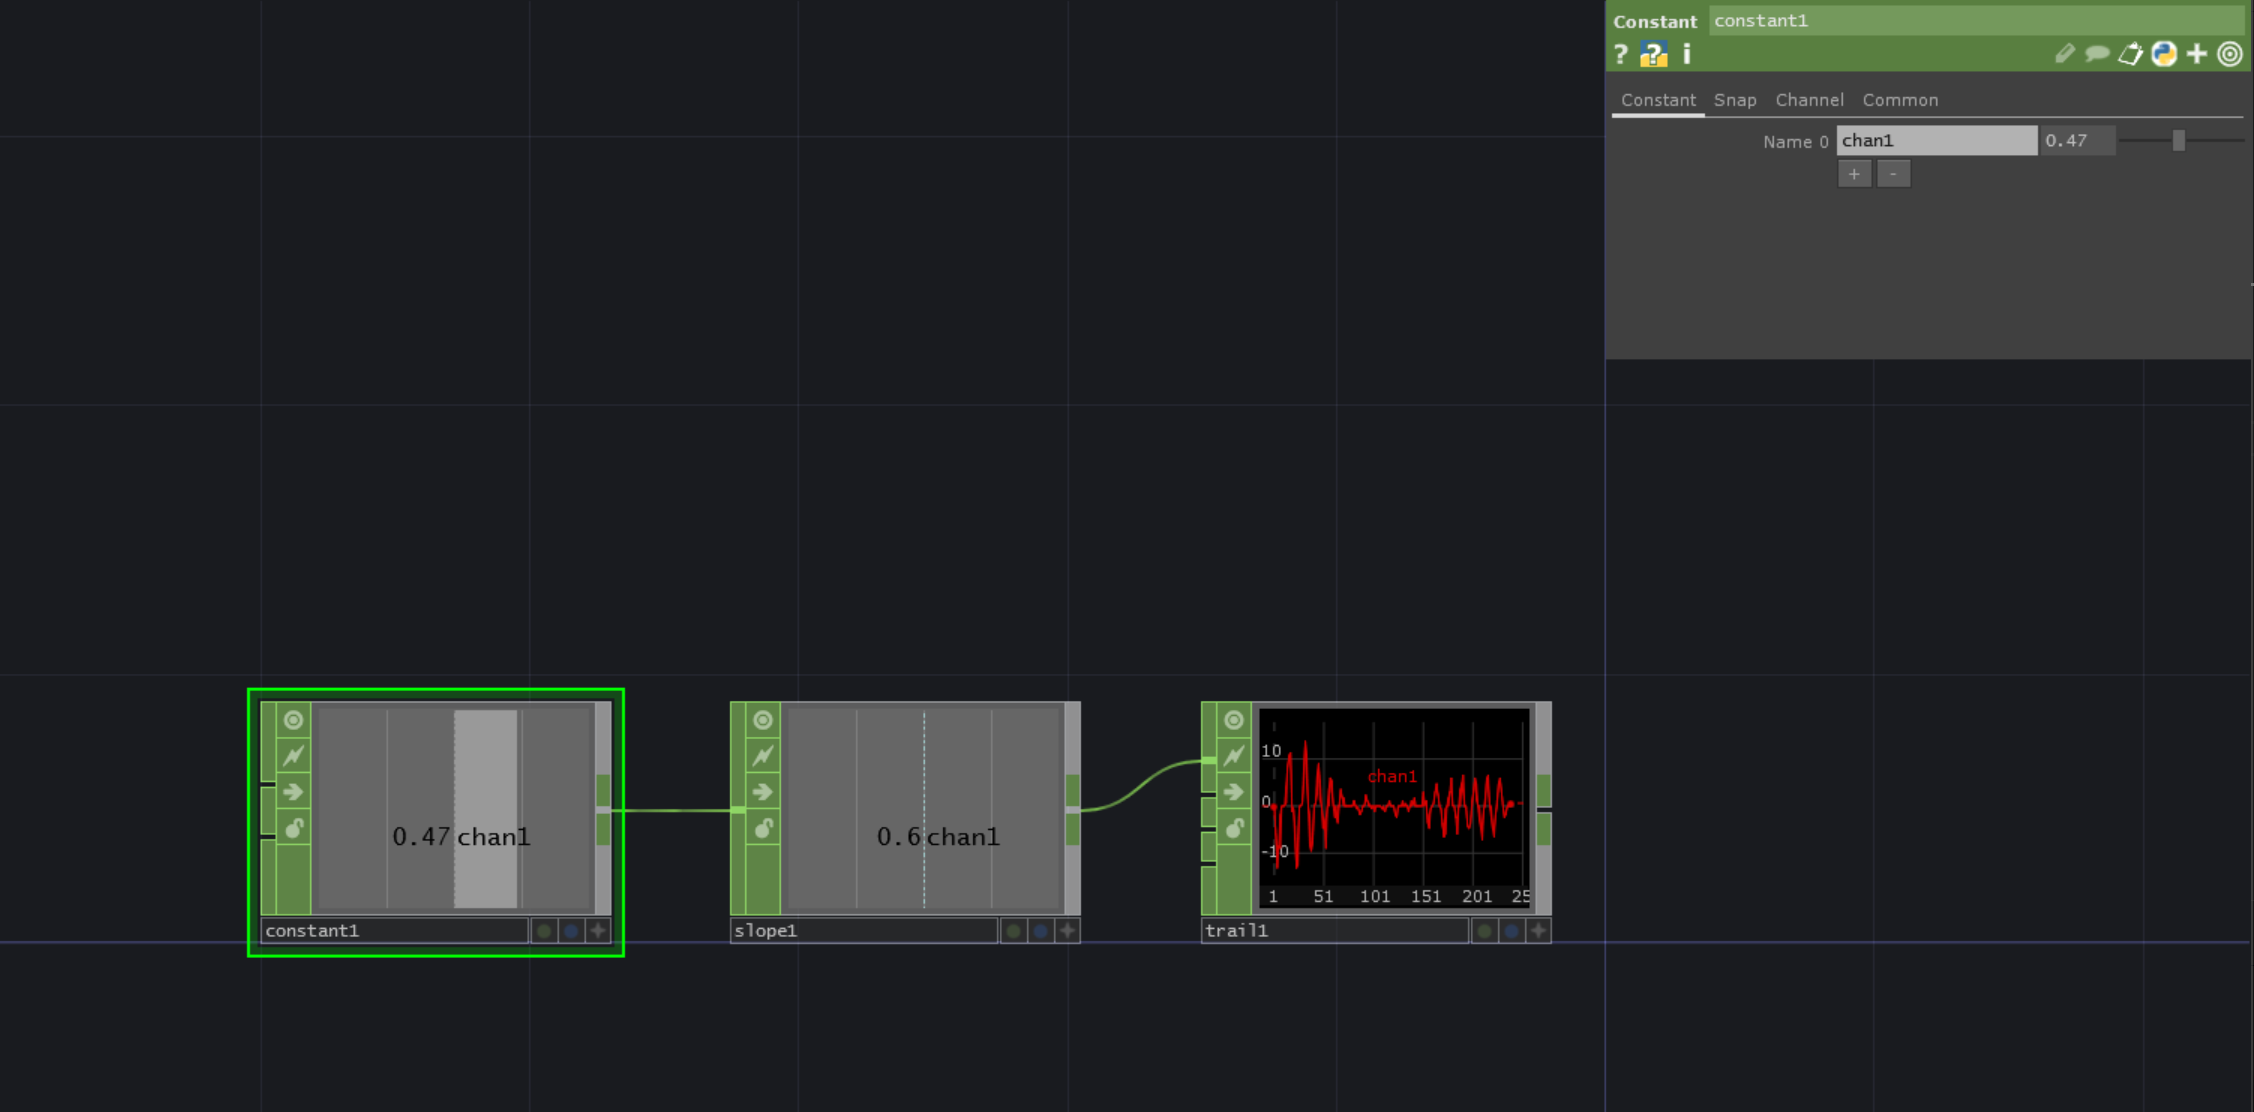 Constant constant1
? ? i
Constant Snap Channel Common
Name 0 chan1 0.47
+ -
0.47 chan1
constant1
0.6 chan1
slope1
10
chan1
0
-10
1 51 101 151 201 25
trail1